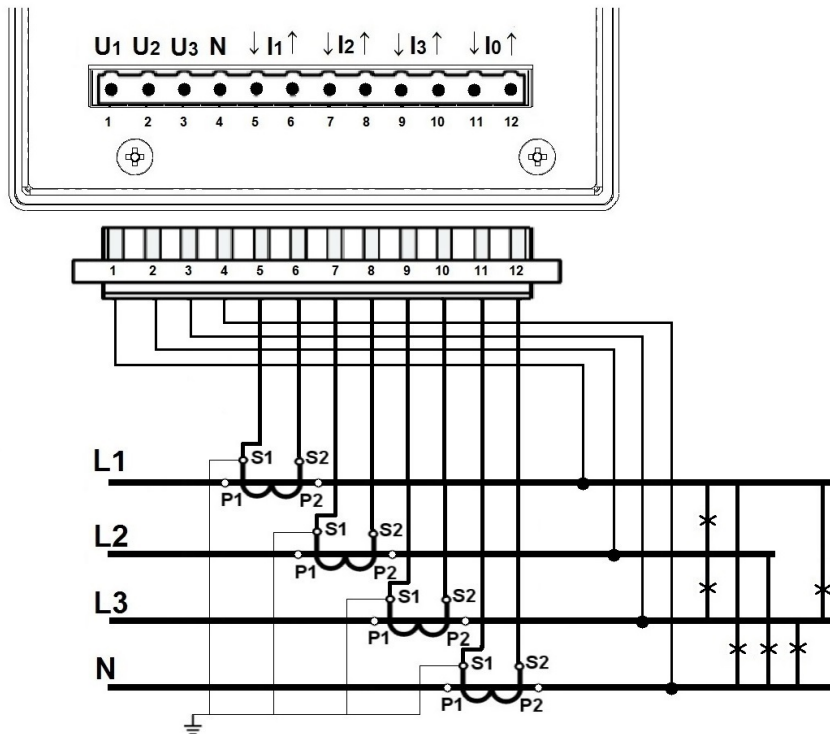 U1 U2 U3 N ↓ I1 ↑ ↓ I2 ↑ ↓ I3 ↑ ↓ I0 ↑
1 2 3 4 5 6 7 8 9 10 11 12
1 2 3 4 5 6 7 8 9 10 11 12
S1 S2
L1
P1 P2
S1 S2
L2
P1 P2
S1 S2
L3
P1 P2
S1 S2
N
P1 P2